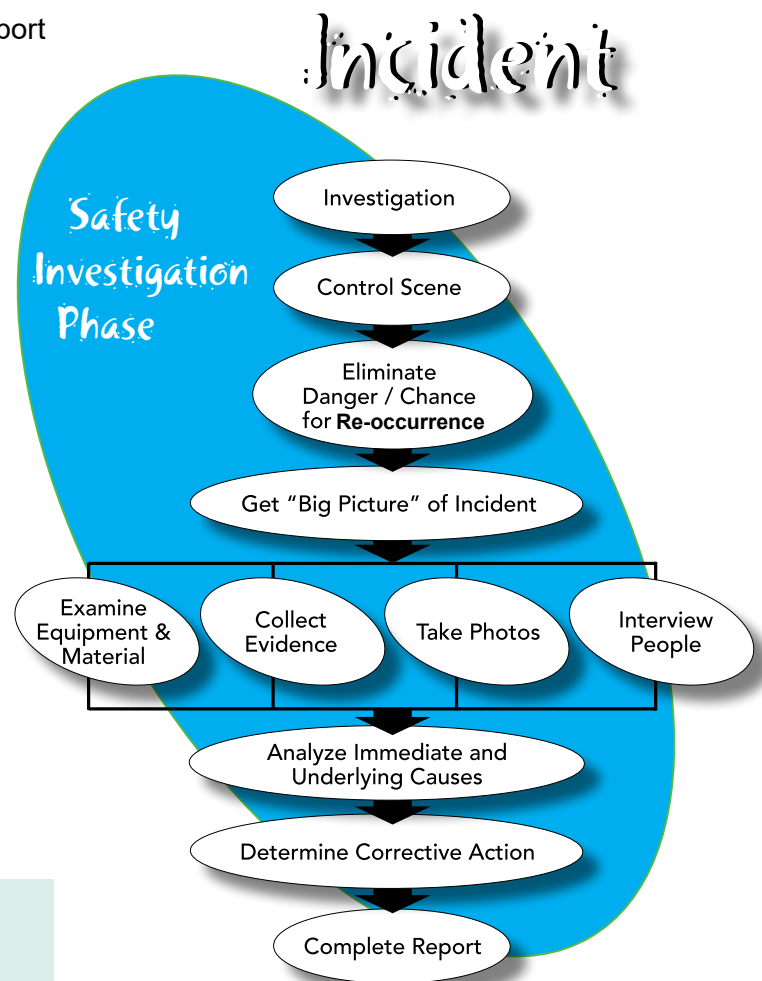 port
Incident
Safety
Investigation
Phase
Investigation
Control Scene
Eliminate
Danger / Chance
for Re-occurrence
Get “Big Picture” of Incident
Examine
Equipment &
Material
Collect
Evidence
Take Photos
Interview
People
Analyze Immediate and
Underlying Causes
Determine Corrective Action
Complete Report